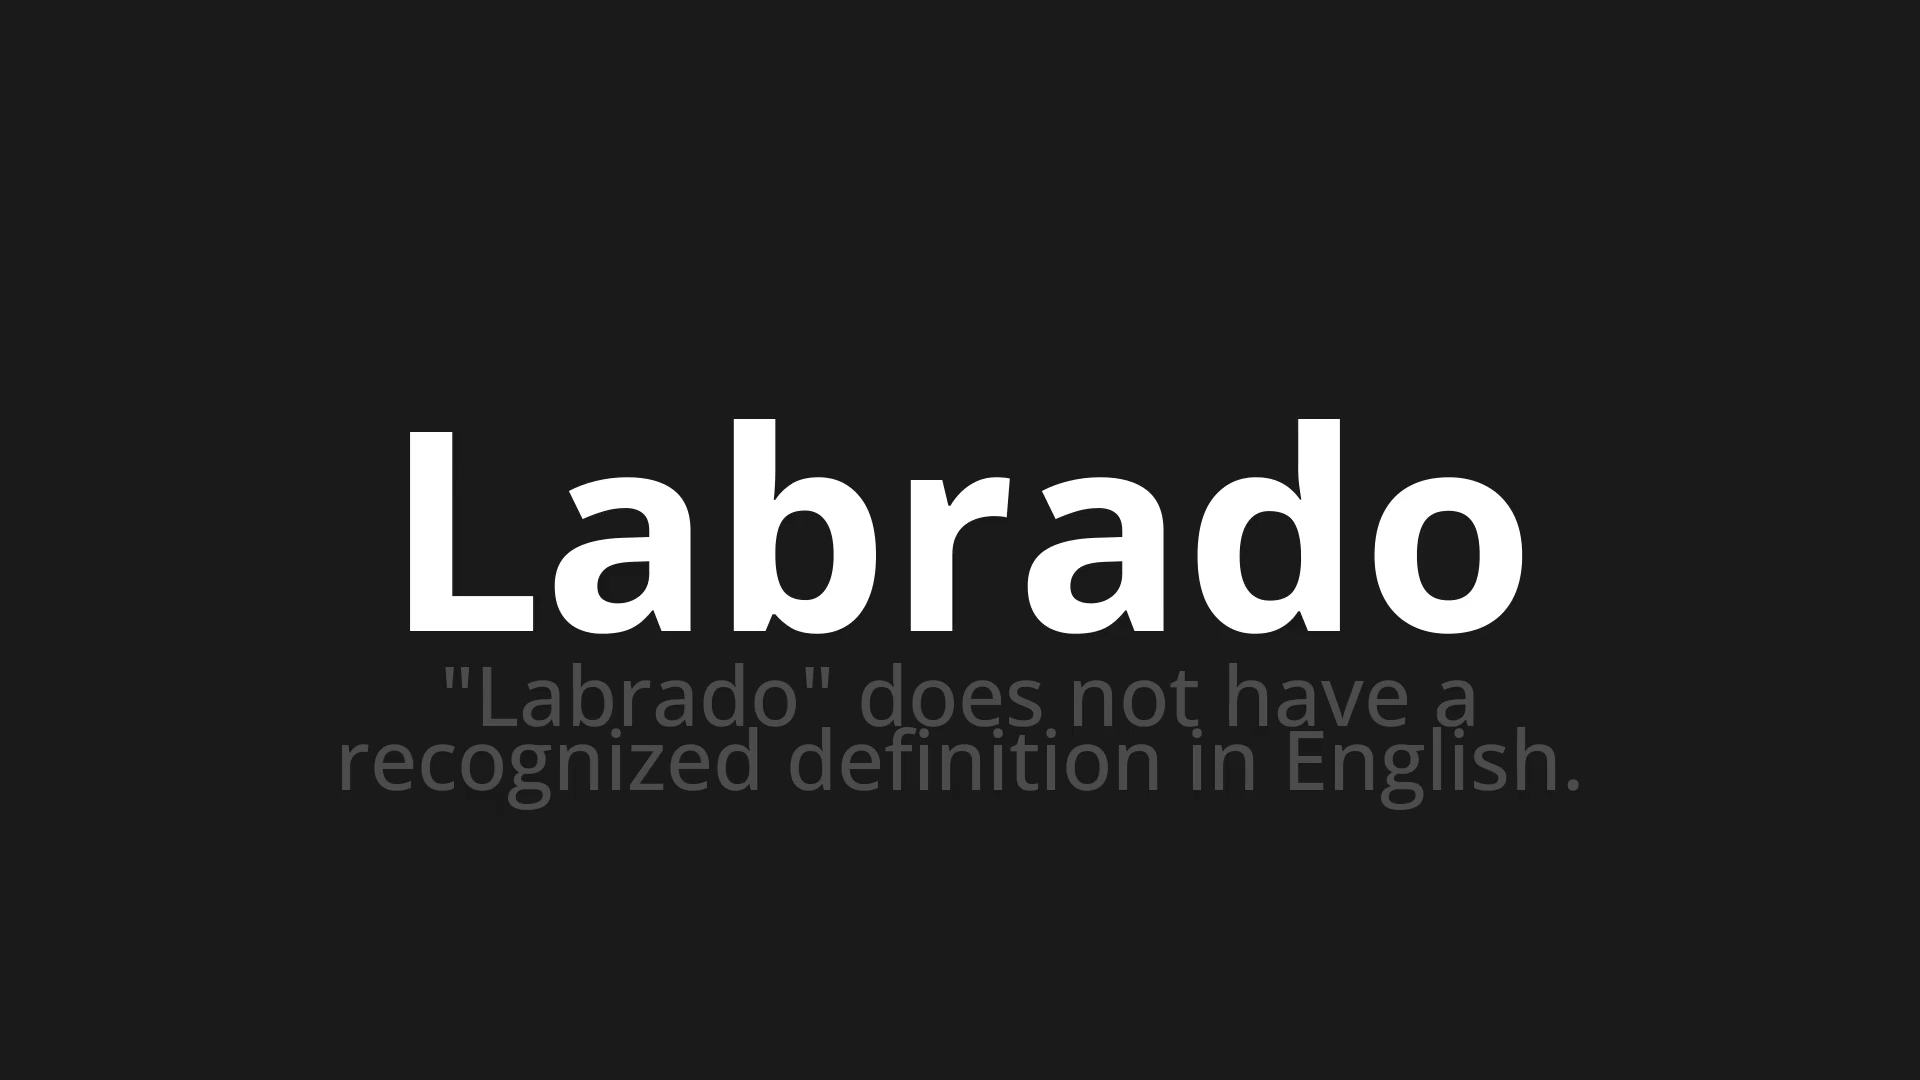 Labrado
"Labrado" does not have a
recognized definition in English.